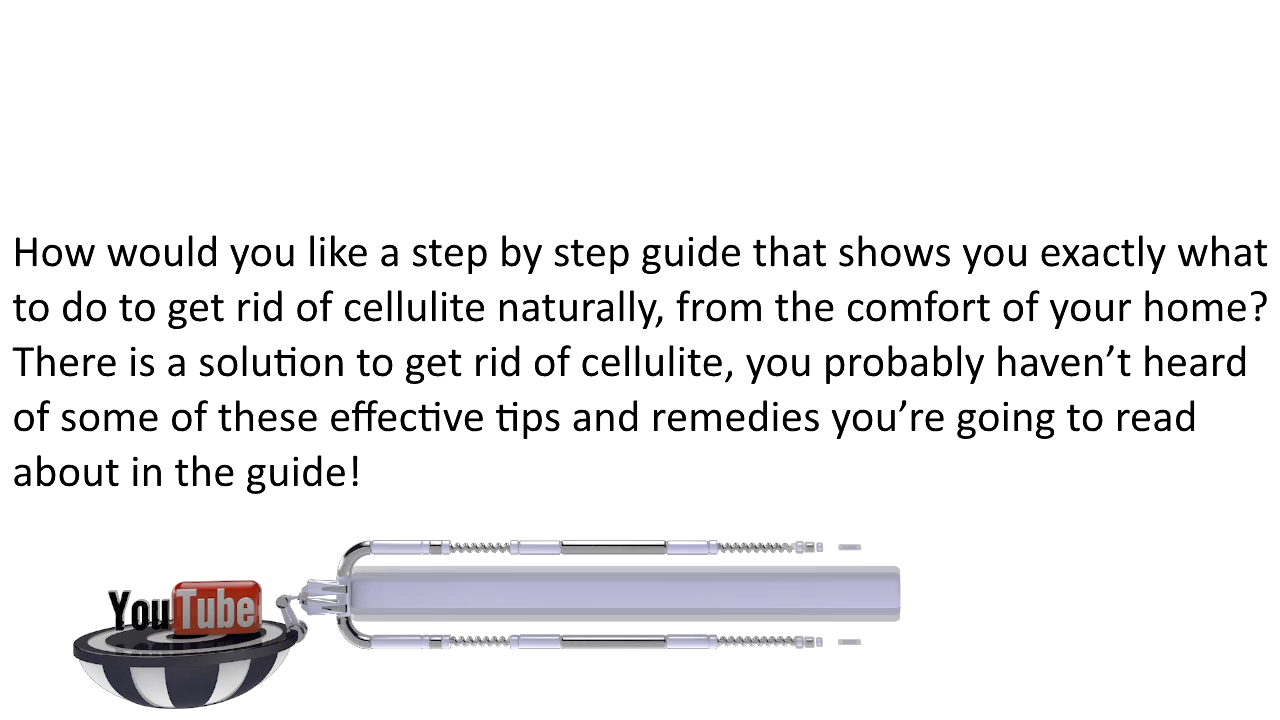 How would you like a step by step guide that shows you exactly what
to do to get rid of cellulite naturally, from the comfort of your home?
There is a solution to get rid of cellulite, you probably haven’t heard
of some of these effective tips and remedies you’re going to read
about in the guide!
YouTube